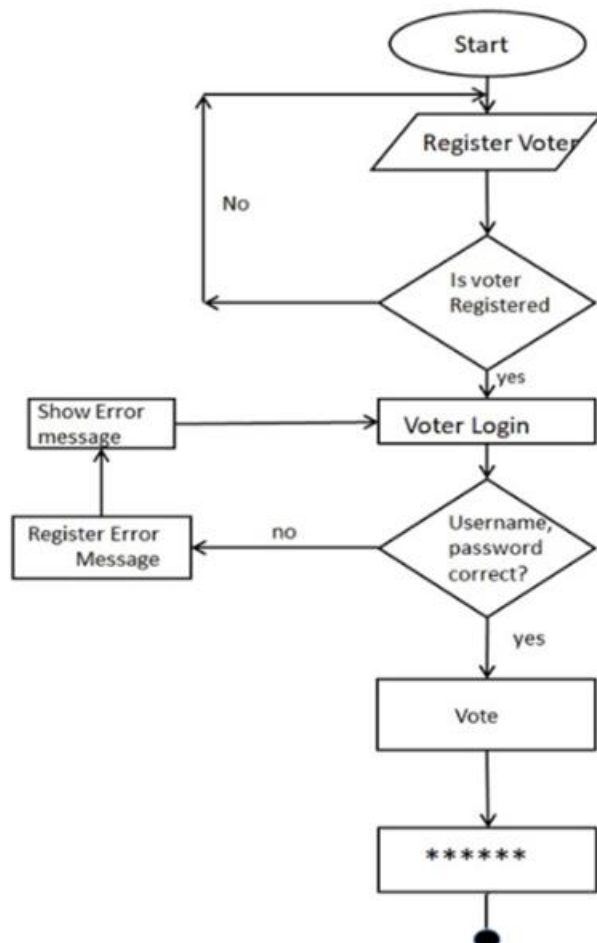 Start
Register Voter
No
Is voter
Registered
yes
Show Error
message
Voter Login
Register Error
Message
no
Username,
password
correct?
yes
Vote
******